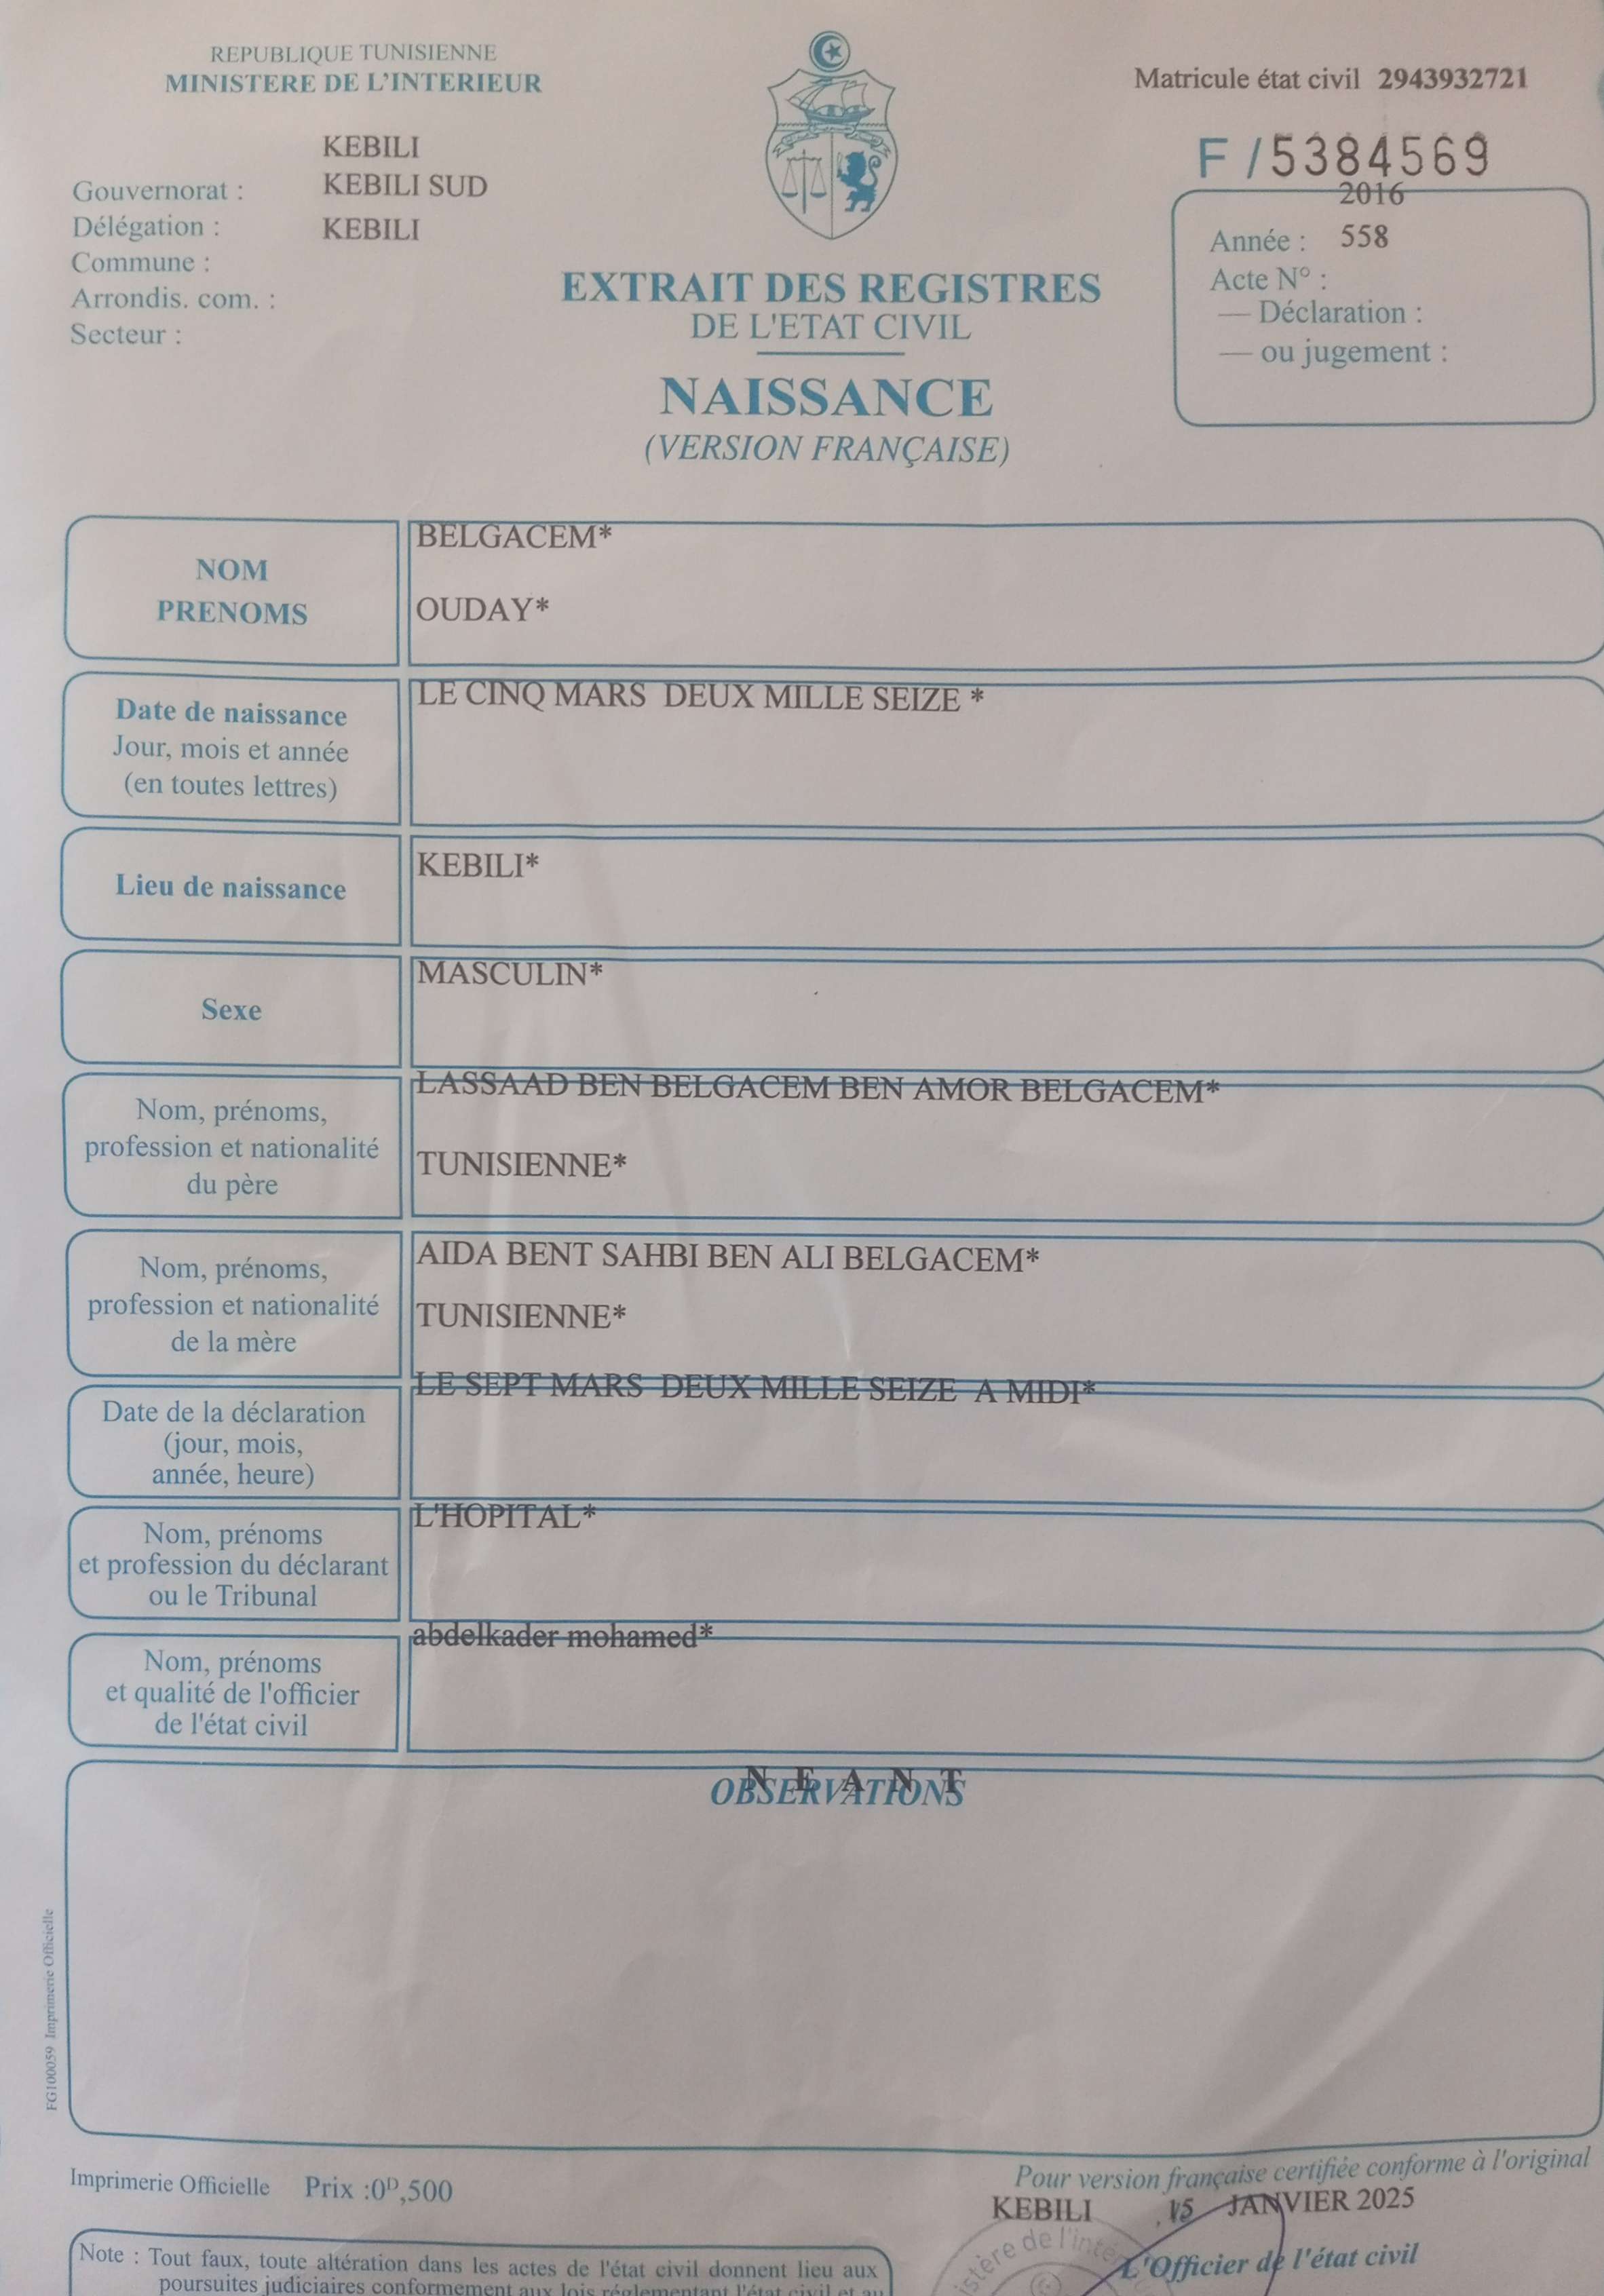 REPUBLIQUE TUNISIENNE
MINISTERE DE L'INTERIEUR
Matricule état civil 2943932721
F / 5384569
KEBILI
Gouvernorat : KEBILI SUD
Délégation : KEBILI
Commune :
Arrondis. com. :
Secteur :
2016
Année : 558
Acte N° :
— Déclaration :
— ou jugement :
EXTRAIT DES REGISTRES
DE L'ETAT CIVIL
NAISSANCE
(VERSION FRANÇAISE)
NOM
PRENOMS
BELGACEM*
OUDAY*
Date de naissance
Jour, mois et année
(en toutes lettres)
LE CINQ MARS DEUX MILLE SEIZE *
Lieu de naissance
KEBILI*
Sexe
MASCULIN*
Nom, prénoms,
profession et nationalité
du père
LASSAAD BEN BELGACEM BEN AMOR BELGACEM*
TUNISIENNE*
Nom, prénoms,
profession et nationalité
de la mère
AIDA BENT SAHBI BEN ALI BELGACEM*
TUNISIENNE*
Date de la déclaration
(jour, mois,
année, heure)
LE SEPT MARS DEUX MILLE SEIZE A MIDI*
Nom, prénoms
et profession du déclarant
ou le Tribunal
L'HOPITAL*
Nom, prénoms
et qualité de l'officier
de l'état civil
abdelkader mohamed*
N E A N T
OBSERVATIONS
FG100059 Imprimerie Officielle
Imprimerie Officielle Prix :0ᴰ,500
Pour version française certifiée conforme à l'original
KEBILI 15 JANVIER 2025
L'Officier de l'état civil
Note : Tout faux, toute altération dans les actes de l'état civil donnent lieu aux
poursuites judiciaires conformement aux lois réglementant l'état civil et au